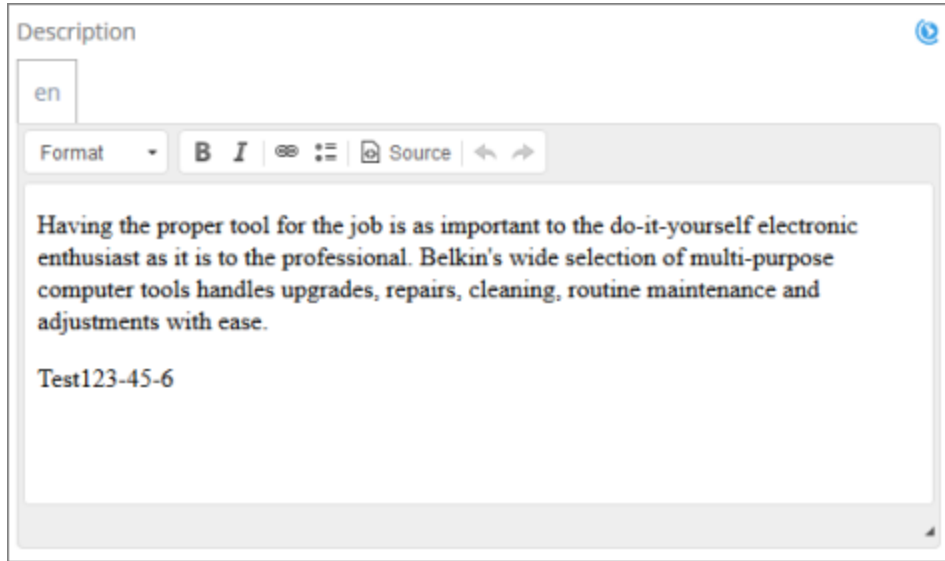 Description
en
Format B I Source
Having the proper tool for the job is as important to the do-it-yourself electronic
enthusiast as it is to the professional. Belkin's wide selection of multi-purpose
computer tools handles upgrades, repairs, cleaning, routine maintenance and
adjustments with ease.
Test123-45-6